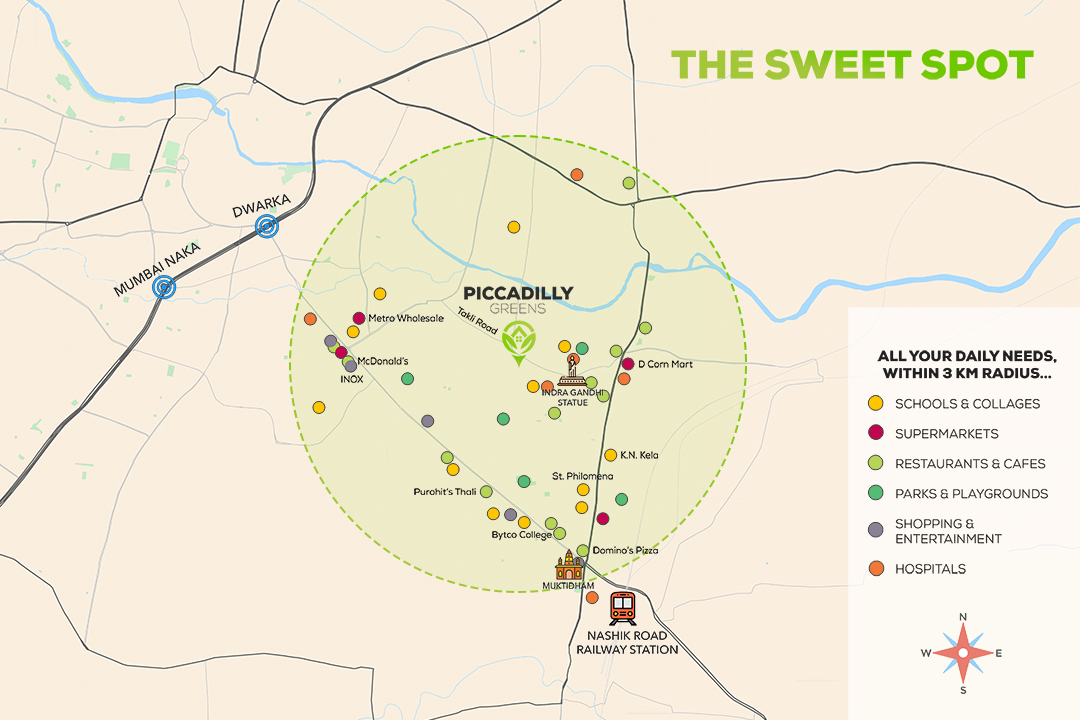 THE SWEET SPOT
DWARKA
MUMBAI NAKA
PICCADILLY
GREENS
Takli Road
Metro Wholesale
McDonald's
INOX
D Corn Mart
INDRA GANDHI
STATUE
K.N. Kela
St. Philomena
Purohit's Thali
Bytco College
Domino's Pizza
MUKTIDHAM
NASHIK ROAD
RAILWAY STATION
ALL YOUR DAILY NEEDS,
WITHIN 3 KM RADIUS...
SCHOOLS & COLLAGES
SUPERMARKETS
RESTAURANTS & CAFES
PARKS & PLAYGROUNDS
SHOPPING &
ENTERTAINMENT
HOSPITALS
N
W E
S